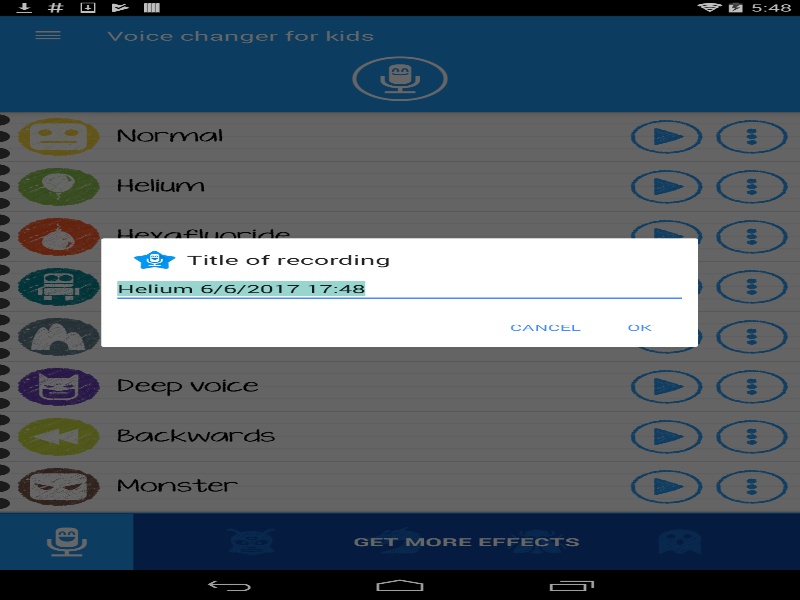 5:48
Voice changer for kids
Normal
Helium
Hexafluoride
Title of recording
Helium 6/6/2017 17:48
CANCEL
OK
Deep voice
Backwards
Monster
GET MORE EFFECTS